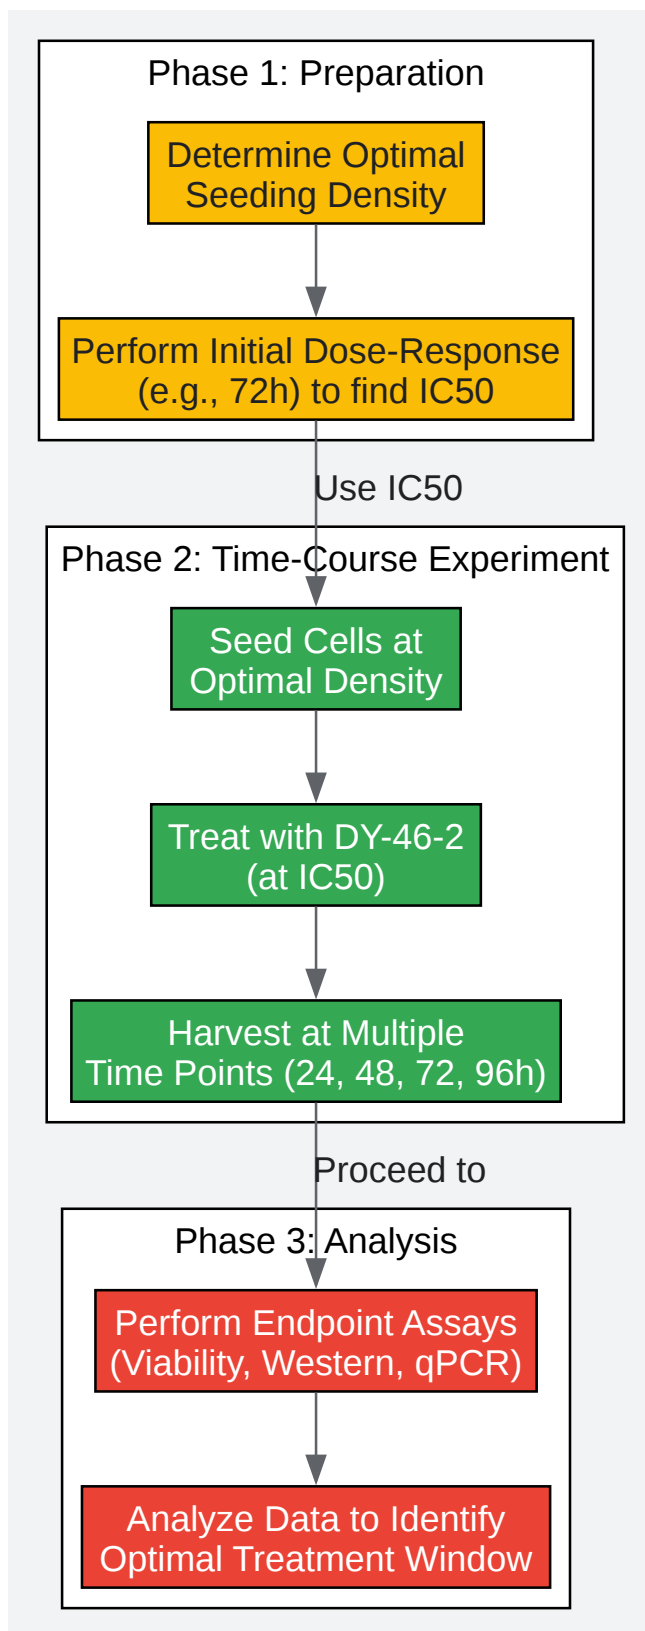 Phase 1: Preparation
Determine Optimal
Seeding Density
Perform Initial Dose-Response
(e.g., 72h) to find IC50
Use IC50
Phase 2: Time-Course Experiment
Seed Cells at
Optimal Density
Treat with DY-46-2
(at IC50)
Harvest at Multiple
Time Points (24, 48, 72, 96h)
Proceed to
Phase 3: Analysis
Perform Endpoint Assays
(Viability, Western, qPCR)
Analyze Data to Identify
Optimal Treatment Window